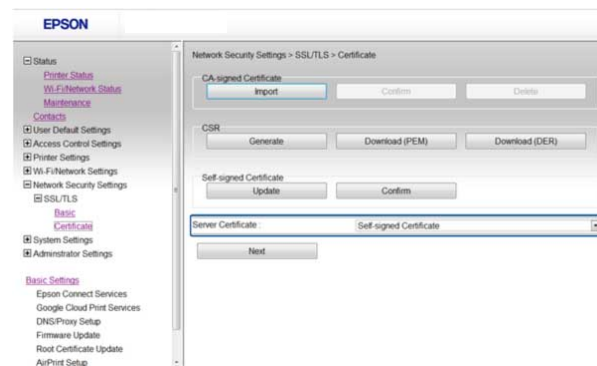 EPSON
Status
Printer Status
Wi-Fi/Network Status
Maintenance
Contacts
User Default Settings
Access Control Settings
Printer Settings
Wi-Fi/Network Settings
Network Security Settings
SSL/TLS
Basic
Certificate
System Settings
Adminstrator Settings
Basic Settings
Epson Connect Services
Google Cloud Print Services
DNS/Proxy Setup
Firmware Update
Root Certificate Update
AirPrint Setup
Network Security Settings > SSL/TLS > Certificate
CA-signed Certificate
Import Confirm Delete
CSR
Generate Download (PEM) Download (DER)
Self-signed Certificate
Update Confirm
Server Certificate : Self-signed Certificate
Next